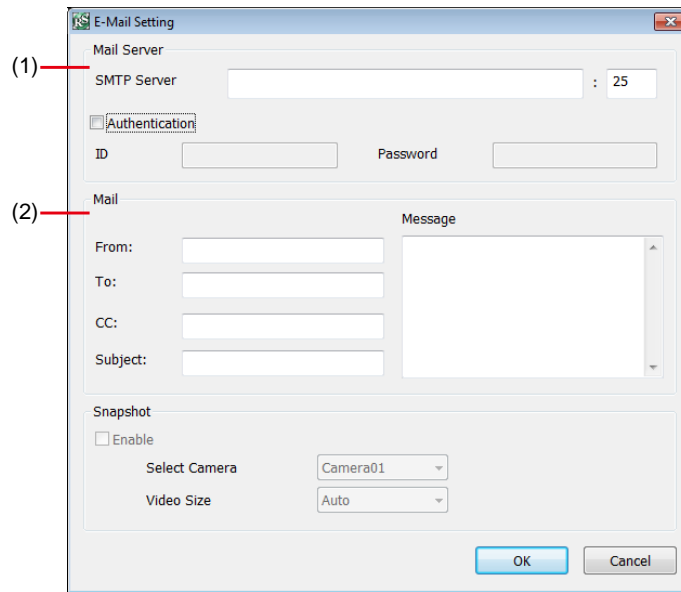 RS E-Mail Setting
Mail Server
(1)
SMTP Server : 25
Authentication
ID Password
(2)
Mail
Message
From:
To:
CC:
Subject:
Snapshot
Enable
Select Camera Camera01
Video Size Auto
OK Cancel